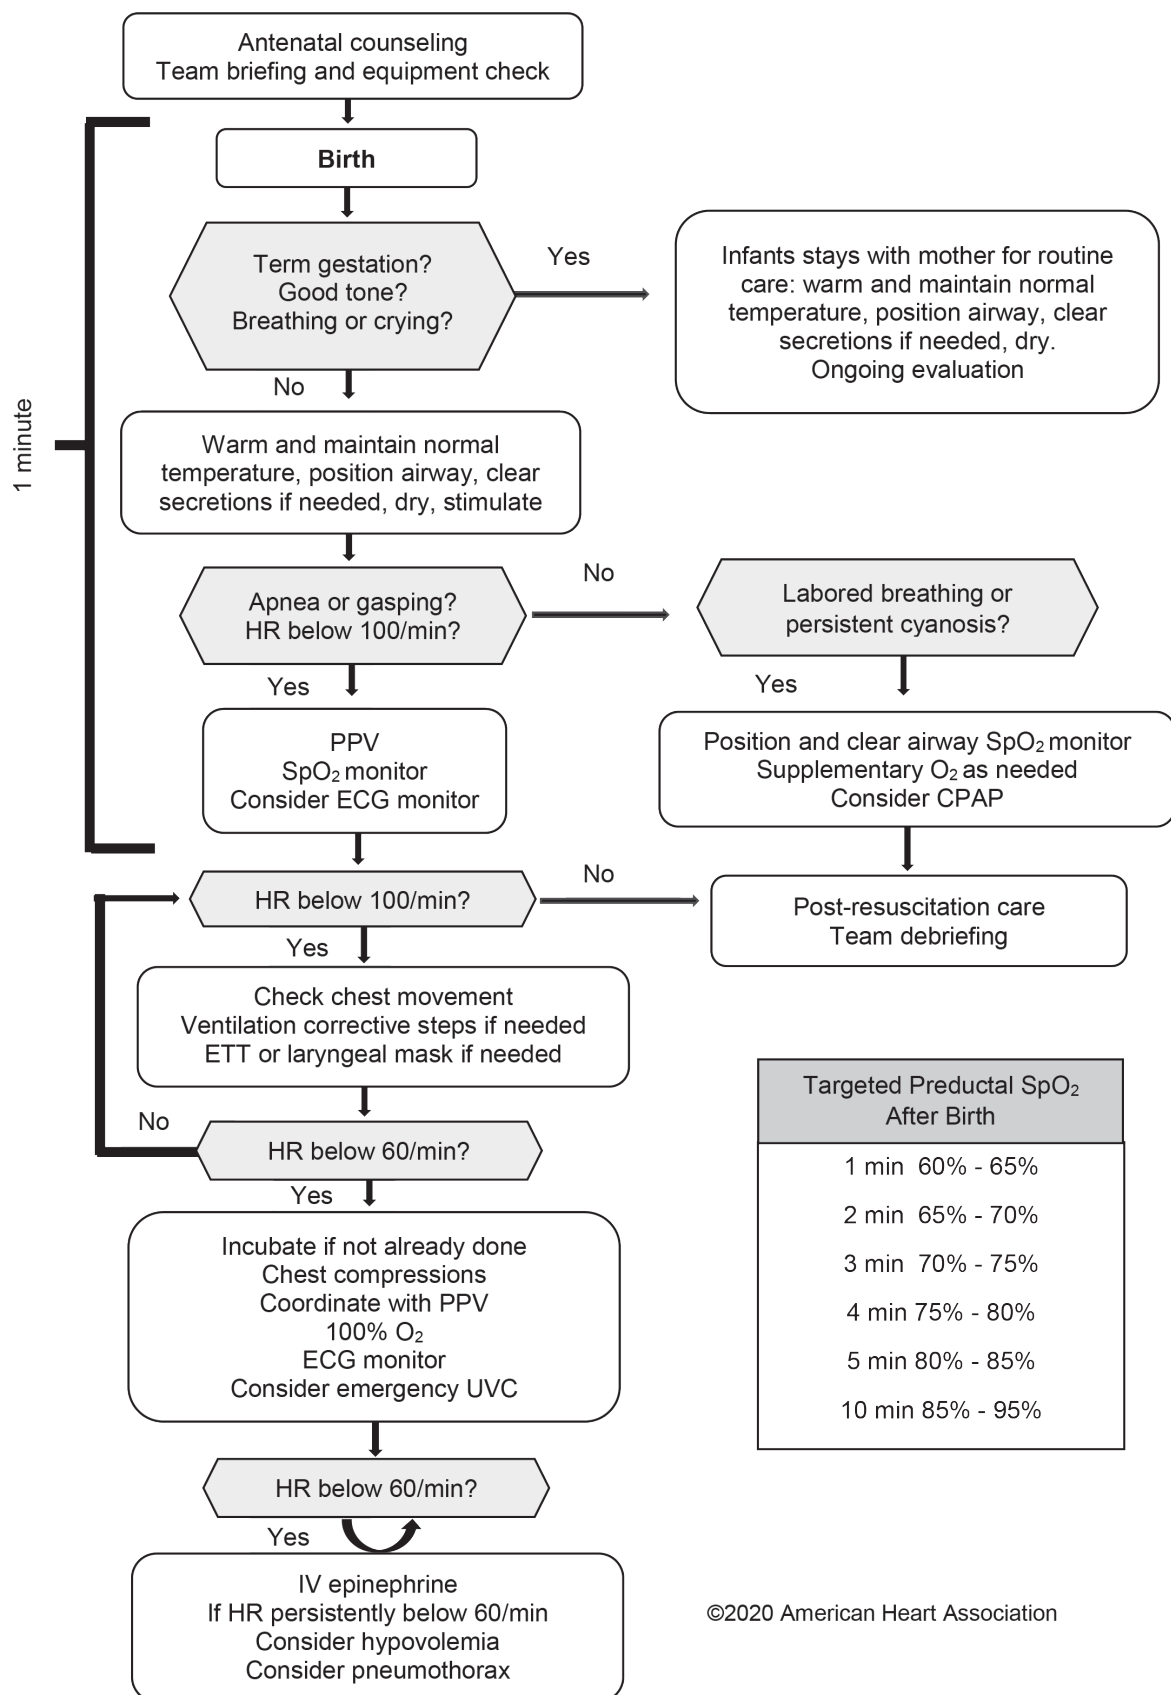 Antenatal counseling
Team briefing and equipment check
1 minute
Birth
Term gestation?
Good tone?
Breathing or crying?
Yes
Infants stays with mother for routine
care: warm and maintain normal
temperature, position airway, clear
secretions if needed, dry.
Ongoing evaluation
No
Warm and maintain normal
temperature, position airway, clear
secretions if needed, dry, stimulate
Apnea or gasping?
HR below 100/min?
No
Labored breathing or
persistent cyanosis?
Yes
Yes
PPV
SpO₂ monitor
Consider ECG monitor
Position and clear airway SpO₂ monitor
Supplementary O₂ as needed
Consider CPAP
HR below 100/min?
No
Post-resuscitation care
Team debriefing
Yes
Check chest movement
Ventilation corrective steps if needed
ETT or laryngeal mask if needed
No
HR below 60/min?
Yes
Incubate if not already done
Chest compressions
Coordinate with PPV
100% O₂
ECG monitor
Consider emergency UVC
HR below 60/min?
Yes
IV epinephrine
If HR persistently below 60/min
Consider hypovolemia
Consider pneumothorax
Targeted Preductal SpO₂
After Birth
1 min 60% - 65%
2 min 65% - 70%
3 min 70% - 75%
4 min 75% - 80%
5 min 80% - 85%
10 min 85% - 95%
©2020 American Heart Association